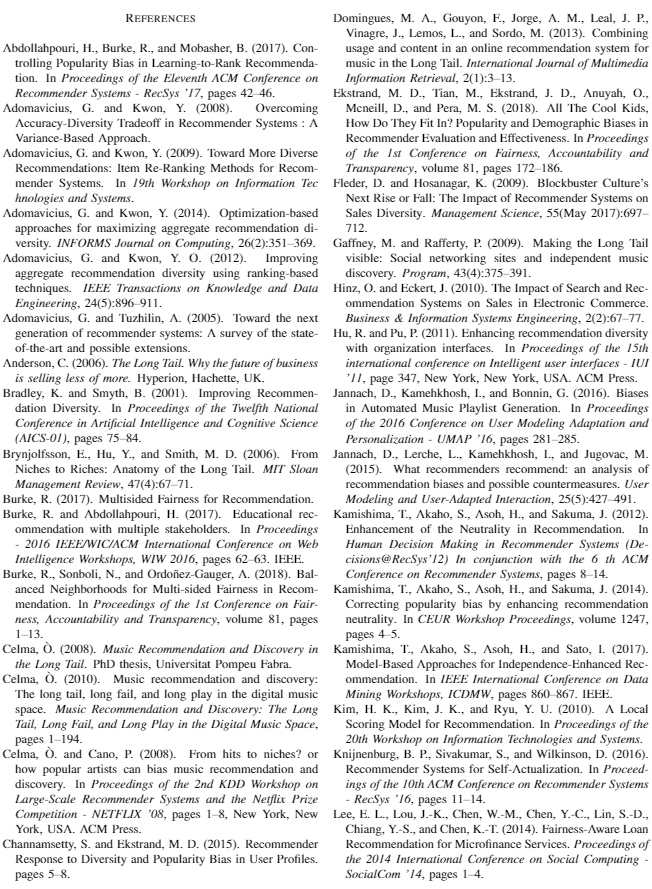 REFERENCES
Abdollahpouri, H., Burke, R., and Mobasher, B. (2017). Con-
trolling Popularity Bias in Learning-to-Rank Recommenda-
tion. In Proceedings of the Eleventh ACM Conference on
Recommender Systems - RecSys '17, pages 42–46.
Adomavicius, G. and Kwon, Y. (2008). Overcoming
Accuracy-Diversity Tradeoff in Recommender Systems : A
Variance-Based Approach.
Adomavicius, G. and Kwon, Y. (2009). Toward More Diverse
Recommendations: Item Re-Ranking Methods for Recom-
mender Systems. In 19th Workshop on Information Tec
hnologies and Systems.
Adomavicius, G. and Kwon, Y. (2014). Optimization-based
approaches for maximizing aggregate recommendation di-
versity. INFORMS Journal on Computing, 26(2):351–369.
Adomavicius, G. and Kwon, Y. O. (2012). Improving
aggregate recommendation diversity using ranking-based
techniques. IEEE Transactions on Knowledge and Data
Engineering, 24(5):896–911.
Adomavicius, G. and Tuzhilin, A. (2005). Toward the next
generation of recommender systems: A survey of the state-
of-the-art and possible extensions.
Anderson, C. (2006). The Long Tail. Why the future of business
is selling less of more. Hyperion, Hachette, UK.
Bradley, K. and Smyth, B. (2001). Improving Recommen-
dation Diversity. In Proceedings of the Twelfth National
Conference in Artificial Intelligence and Cognitive Science
(AICS-01), pages 75–84.
Brynjolfsson, E., Hu, Y., and Smith, M. D. (2006). From
Niches to Riches: Anatomy of the Long Tail. MIT Sloan
Management Review, 47(4):67–71.
Burke, R. (2017). Multisided Fairness for Recommendation.
Burke, R. and Abdollahpouri, H. (2017). Educational rec-
ommendation with multiple stakeholders. In Proceedings
- 2016 IEEE/WIC/ACM International Conference on Web
Intelligence Workshops, WIW 2016, pages 62–63. IEEE.
Burke, R., Sonboli, N., and Ordoñez-Gauger, A. (2018). Bal-
anced Neighborhoods for Multi-sided Fairness in Recom-
mendation. In Proceedings of the 1st Conference on Fair-
ness, Accountability and Transparency, volume 81, pages
1–13.
Celma, Ò. (2008). Music Recommendation and Discovery in
the Long Tail. PhD thesis, Universitat Pompeu Fabra.
Celma, Ò. (2010). Music recommendation and discovery:
The long tail, long fail, and long play in the digital music
space. Music Recommendation and Discovery: The Long
Tail, Long Fail, and Long Play in the Digital Music Space,
pages 1–194.
Celma, Ò. and Cano, P. (2008). From hits to niches? or
how popular artists can bias music recommendation and
discovery. In Proceedings of the 2nd KDD Workshop on
Large-Scale Recommender Systems and the Netflix Prize
Competition - NETFLIX '08, pages 1–8, New York, New
York, USA. ACM Press.
Channamsetty, S. and Ekstrand, M. D. (2015). Recommender
Response to Diversity and Popularity Bias in User Profiles.
pages 5–8.
Domingues, M. A., Gouyon, F., Jorge, A. M., Leal, J. P.,
Vinagre, J., Lemos, L., and Sordo, M. (2013). Combining
usage and content in an online recommendation system for
music in the Long Tail. International Journal of Multimedia
Information Retrieval, 2(1):3–13.
Ekstrand, M. D., Tian, M., Ekstrand, J. D., Anuyah, O.,
Mcneill, D., and Pera, M. S. (2018). All The Cool Kids,
How Do They Fit In? Popularity and Demographic Biases in
Recommender Evaluation and Effectiveness. In Proceedings
of the 1st Conference on Fairness, Accountability and
Transparency, volume 81, pages 172–186.
Fleder, D. and Hosanagar, K. (2009). Blockbuster Culture's
Next Rise or Fall: The Impact of Recommender Systems on
Sales Diversity. Management Science, 55(May 2017):697–
712.
Gaffney, M. and Rafferty, P. (2009). Making the Long Tail
visible: Social networking sites and independent music
discovery. Program, 43(4):375–391.
Hinz, O. and Eckert, J. (2010). The Impact of Search and Rec-
ommendation Systems on Sales in Electronic Commerce.
Business & Information Systems Engineering, 2(2):67–77.
Hu, R. and Pu, P. (2011). Enhancing recommendation diversity
with organization interfaces. In Proceedings of the 15th
international conference on Intelligent user interfaces - IUI
'11, page 347, New York, New York, USA. ACM Press.
Jannach, D., Kamehkhosh, I., and Bonnin, G. (2016). Biases
in Automated Music Playlist Generation. In Proceedings
of the 2016 Conference on User Modeling Adaptation and
Personalization - UMAP '16, pages 281–285.
Jannach, D., Lerche, L., Kamehkhosh, I., and Jugovac, M.
(2015). What recommenders recommend: an analysis of
recommendation biases and possible countermeasures. User
Modeling and User-Adapted Interaction, 25(5):427–491.
Kamishima, T., Akaho, S., Asoh, H., and Sakuma, J. (2012).
Enhancement of the Neutrality in Recommendation. In
Human Decision Making in Recommender Systems (De-
cisions@RecSys'12) In conjunction with the 6 th ACM
Conference on Recommender Systems, pages 8–14.
Kamishima, T., Akaho, S., Asoh, H., and Sakuma, J. (2014).
Correcting popularity bias by enhancing recommendation
neutrality. In CEUR Workshop Proceedings, volume 1247,
pages 4–5.
Kamishima, T., Akaho, S., Asoh, H., and Sato, I. (2017).
Model-Based Approaches for Independence-Enhanced Rec-
ommendation. In IEEE International Conference on Data
Mining Workshops, ICDMW, pages 860–867. IEEE.
Kim, H. K., Kim, J. K., and Ryu, Y. U. (2010). A Local
Scoring Model for Recommendation. In Proceedings of the
20th Workshop on Information Technologies and Systems.
Knijnenburg, B. P., Sivakumar, S., and Wilkinson, D. (2016).
Recommender Systems for Self-Actualization. In Proceed-
ings of the 10th ACM Conference on Recommender Systems
- RecSys '16, pages 11–14.
Lee, E. L., Lou, J.-K., Chen, W.-M., Chen, Y.-C., Lin, S.-D.,
Chiang, Y.-S., and Chen, K.-T. (2014). Fairness-Aware Loan
Recommendation for Microfinance Services. Proceedings of
the 2014 International Conference on Social Computing -
SocialCom '14, pages 1–4.